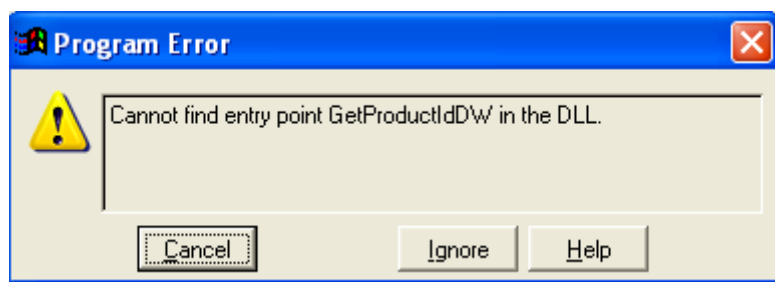 Program Error
Cannot find entry point GetProductIdDW in the DLL.
Cancel Ignore Help